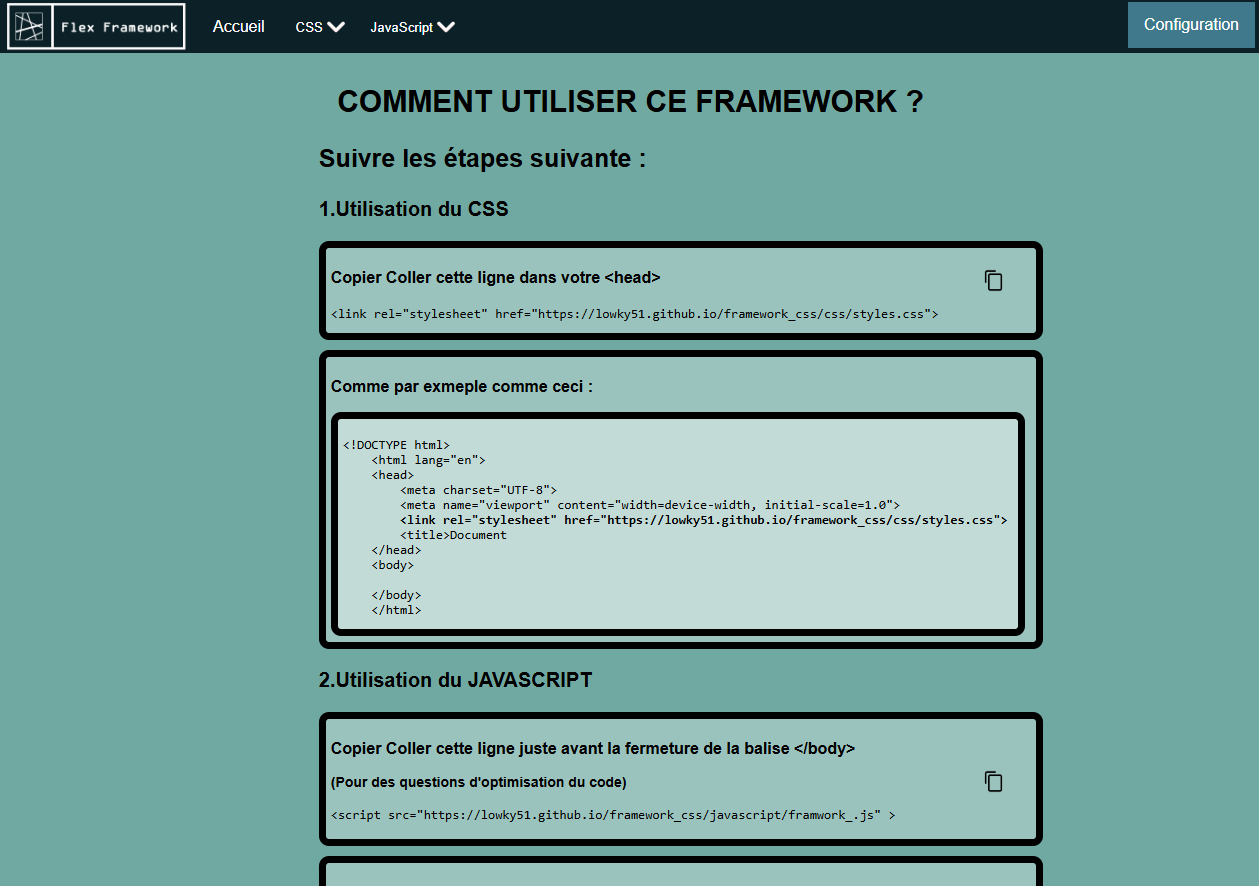 Flex Framework
Accueil
CSS
JavaScript
Configuration
COMMENT UTILISER CE FRAMEWORK ?
Suivre les étapes suivante :
1.Utilisation du CSS
Copier Coller cette ligne dans votre <head>
<link rel="stylesheet" href="https://lowky51.github.io/framework_css/css/styles.css">
Comme par exmeple comme ceci :
<!DOCTYPE html>
<html lang="en">
<head>
<meta charset="UTF-8">
<meta name="viewport" content="width=device-width, initial-scale=1.0">
<link rel="stylesheet" href="https://lowky51.github.io/framework_css/css/styles.css">
<title>Document
</head>
<body>
</body>
</html>
2.Utilisation du JAVASCRIPT
Copier Coller cette ligne juste avant la fermeture de la balise </body>
(Pour des questions d'optimisation du code)
<script src="https://lowky51.github.io/framework_css/javascript/framwork_.js" >